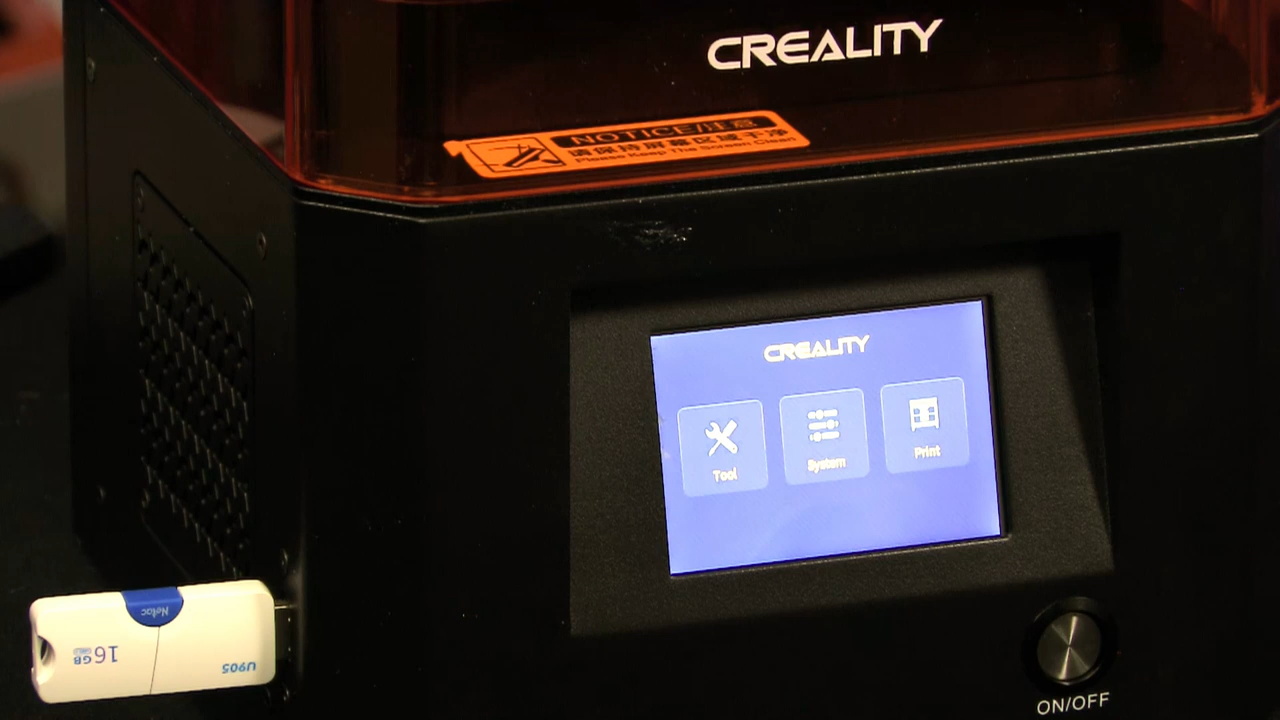 CREALITY
NOTICE/注意
請保持屏幕区域干净
Please Keep The Screen Clean
CREALITY
Tool
System
Print
Netac
16GB
U905
ON/OFF